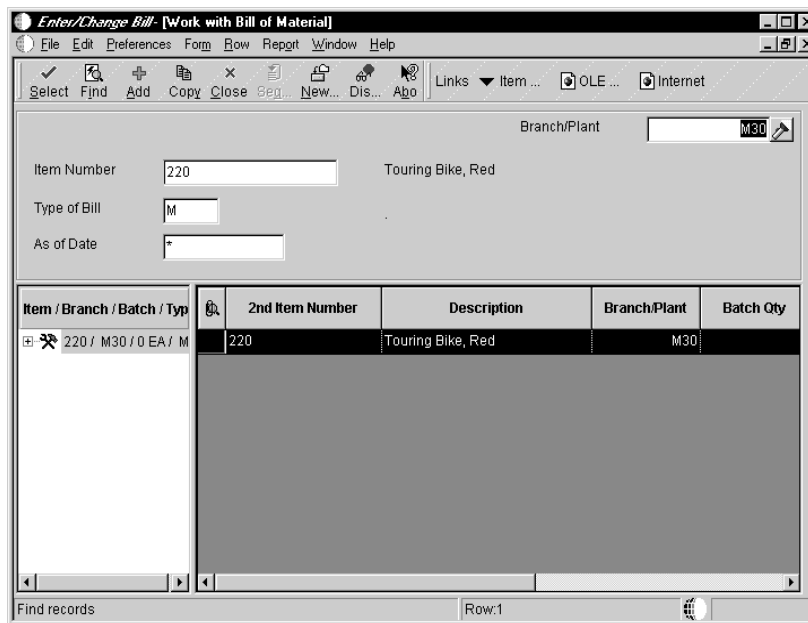 Enter/Change Bill - [Work with Bill of Material]
File Edit Preferences Form Row Report Window Help
Select Find Add Copy Close Seq... New... Dis... Abo Links Item ... OLE ... Internet
Branch/Plant M30
Item Number 220 Touring Bike, Red
Type of Bill M .
As of Date *
Item / Branch / Batch / Typ 2nd Item Number Description Branch/Plant Batch Qty
220 / M30 / 0 EA / M 220 Touring Bike, Red M30
Find records Row:1